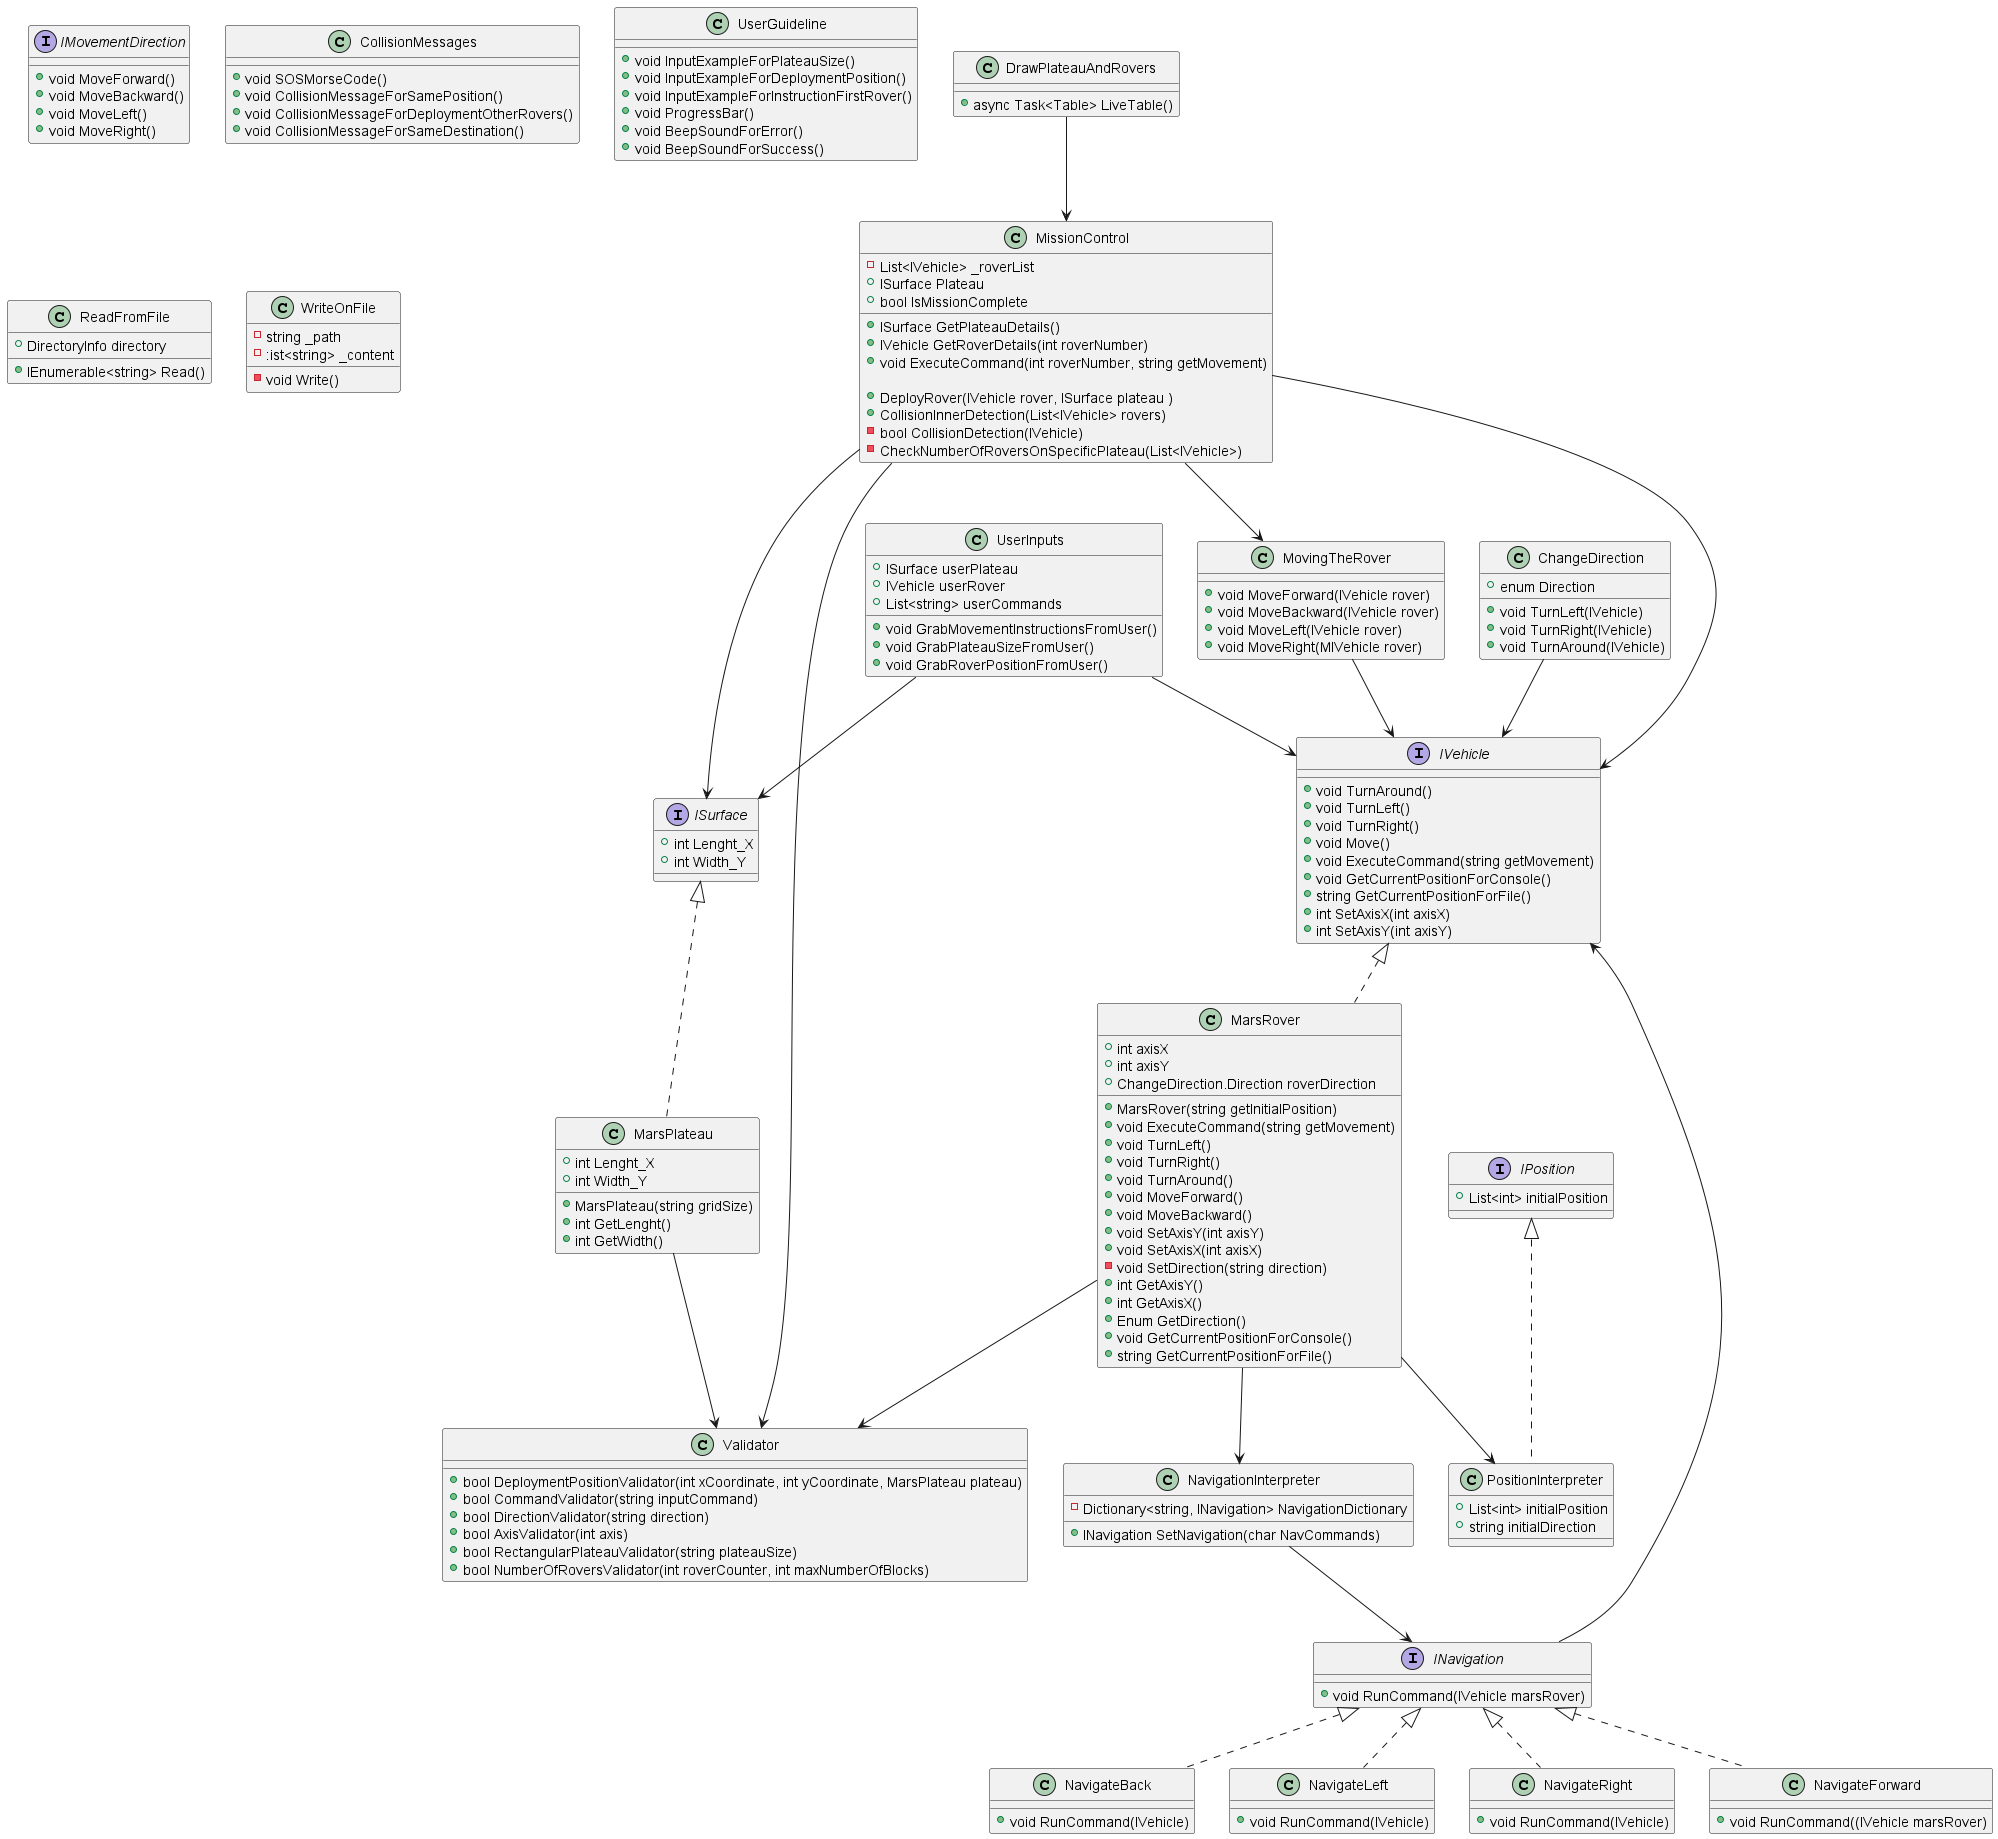 I IMovementDirection
void MoveForward()
void MoveBackward()
void MoveLeft()
void MoveRight()
C CollisionMessages
void SOSMorseCode()
void CollisionMessageForSamePosition()
void CollisionMessageForDeploymentOtherRovers()
void CollisionMessageForSameDestination()
C UserGuideline
void InputExampleForPlateauSize()
void InputExampleForDeploymentPosition()
void InputExampleForInstructionFirstRover()
void ProgressBar()
void BeepSoundForError()
void BeepSoundForSuccess()
C DrawPlateauAndRovers
async Task<Table> LiveTable()
C ReadFromFile
DirectoryInfo directory
IEnumerable<string> Read()
C WriteOnFile
string _path
:ist<string> _content
void Write()
C MissionControl
List<IVehicle> _roverList
ISurface Plateau
bool IsMissionComplete
ISurface GetPlateauDetails()
IVehicle GetRoverDetails(int roverNumber)
void ExecuteCommand(int roverNumber, string getMovement)
DeployRover(IVehicle rover, ISurface plateau )
CollisionInnerDetection(List<IVehicle> rovers)
bool CollisionDetection(IVehicle)
CheckNumberOfRoversOnSpecificPlateau(List<IVehicle>)
C UserInputs
ISurface userPlateau
IVehicle userRover
List<string> userCommands
void GrabMovementInstructionsFromUser()
void GrabPlateauSizeFromUser()
void GrabRoverPositionFromUser()
C MovingTheRover
void MoveForward(IVehicle rover)
void MoveBackward(IVehicle rover)
void MoveLeft(IVehicle rover)
void MoveRight(MIVehicle rover)
C ChangeDirection
enum Direction
void TurnLeft(IVehicle)
void TurnRight(IVehicle)
void TurnAround(IVehicle)
I ISurface
int Lenght_X
int Width_Y
I IVehicle
void TurnAround()
void TurnLeft()
void TurnRight()
void Move()
void ExecuteCommand(string getMovement)
void GetCurrentPositionForConsole()
string GetCurrentPositionForFile()
int SetAxisX(int axisX)
int SetAxisY(int axisY)
C MarsPlateau
int Lenght_X
int Width_Y
MarsPlateau(string gridSize)
int GetLenght()
int GetWidth()
C MarsRover
int axisX
int axisY
ChangeDirection.Direction roverDirection
MarsRover(string getInitialPosition)
void ExecuteCommand(string getMovement)
void TurnLeft()
void TurnRight()
void TurnAround()
void MoveForward()
void MoveBackward()
void SetAxisY(int axisY)
void SetAxisX(int axisX)
void SetDirection(string direction)
int GetAxisY()
int GetAxisX()
Enum GetDirection()
void GetCurrentPositionForConsole()
string GetCurrentPositionForFile()
I IPosition
List<int> initialPosition
C Validator
bool DeploymentPositionValidator(int xCoordinate, int yCoordinate, MarsPlateau plateau)
bool CommandValidator(string inputCommand)
bool DirectionValidator(string direction)
bool AxisValidator(int axis)
bool RectangularPlateauValidator(string plateauSize)
bool NumberOfRoversValidator(int roverCounter, int maxNumberOfBlocks)
C NavigationInterpreter
Dictionary<string, INavigation> NavigationDictionary
INavigation SetNavigation(char NavCommands)
C PositionInterpreter
List<int> initialPosition
string initialDirection
I INavigation
void RunCommand(IVehicle marsRover)
C NavigateBack
void RunCommand(IVehicle)
C NavigateLeft
void RunCommand(IVehicle)
C NavigateRight
void RunCommand(IVehicle)
C NavigateForward
void RunCommand((IVehicle marsRover)